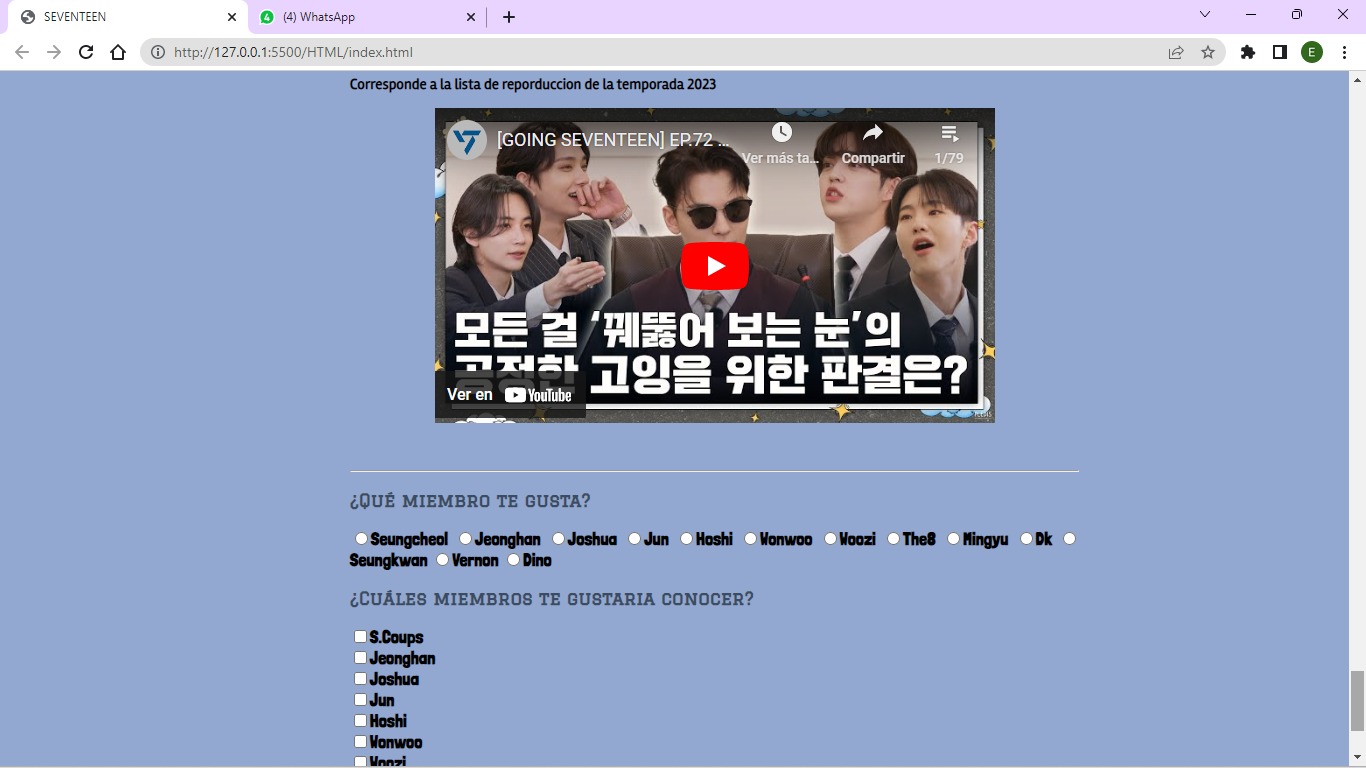 SEVENTEEN
4
(4) WhatsApp
http://127.0.0.1:5500/HTML/index.html
E
Corresponde a la lista de reporduccion de la temporada 2023
[GOING SEVENTEEN] EP.72 ...
Ver más ta...
Compartir
1/79
모든 걸 ‘꿰뚫어 보는 눈’의
공정한 고잉을 위한 판결은?
Ver en YouTube
¿Qué miembro te gusta?
Seungcheol Jeonghan Joshua Jun Hoshi Wonwoo Woozi The8 Mingyu Dk
Seungkwan Vernon Dino
¿Cuáles miembros te gustaria conocer?
S.Coups
Jeonghan
Joshua
Jun
Hoshi
Wonwoo
Woozi